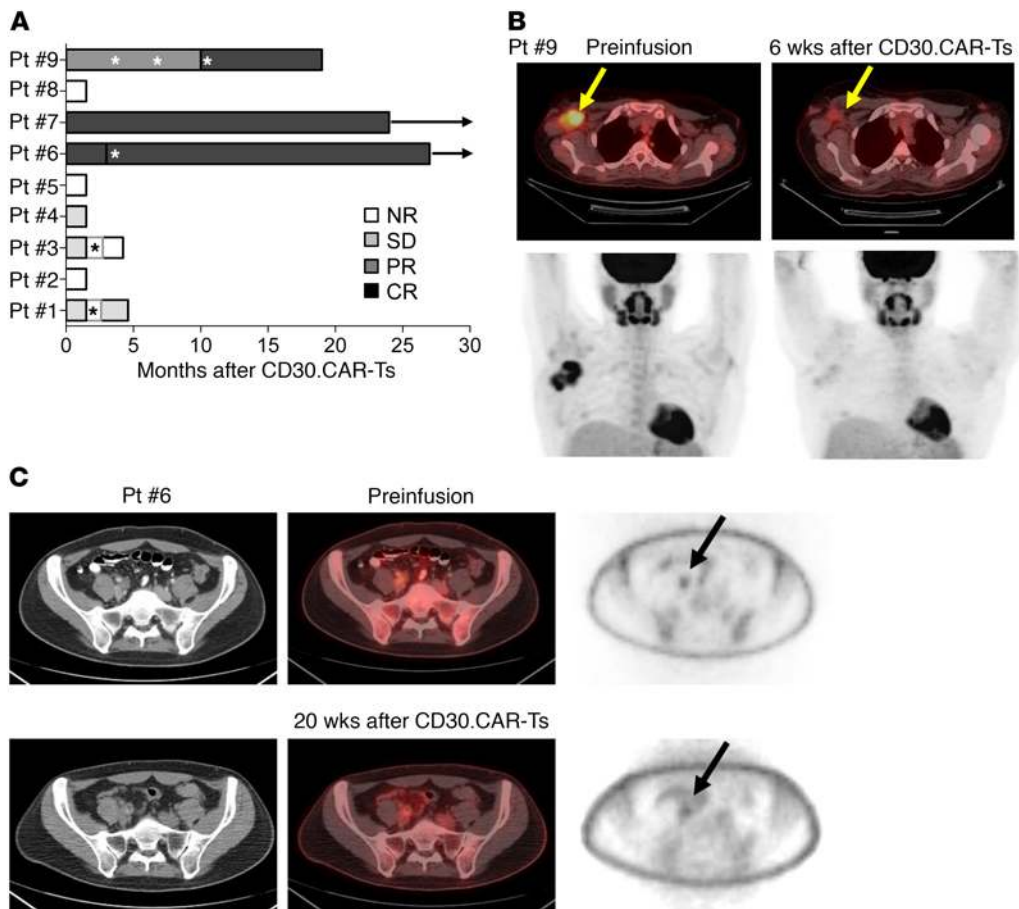 A
Pt #9
Pt #8
Pt #7
Pt #6
Pt #5
Pt #4
Pt #3
Pt #2
Pt #1
* * *
*
*
*
NR
SD
PR
CR
0 5 10 15 20 25 30
Months after CD30.CAR-Ts
B
Pt #9 Preinfusion 6 wks after CD30.CAR-Ts
C
Pt #6 Preinfusion
20 wks after CD30.CAR-Ts